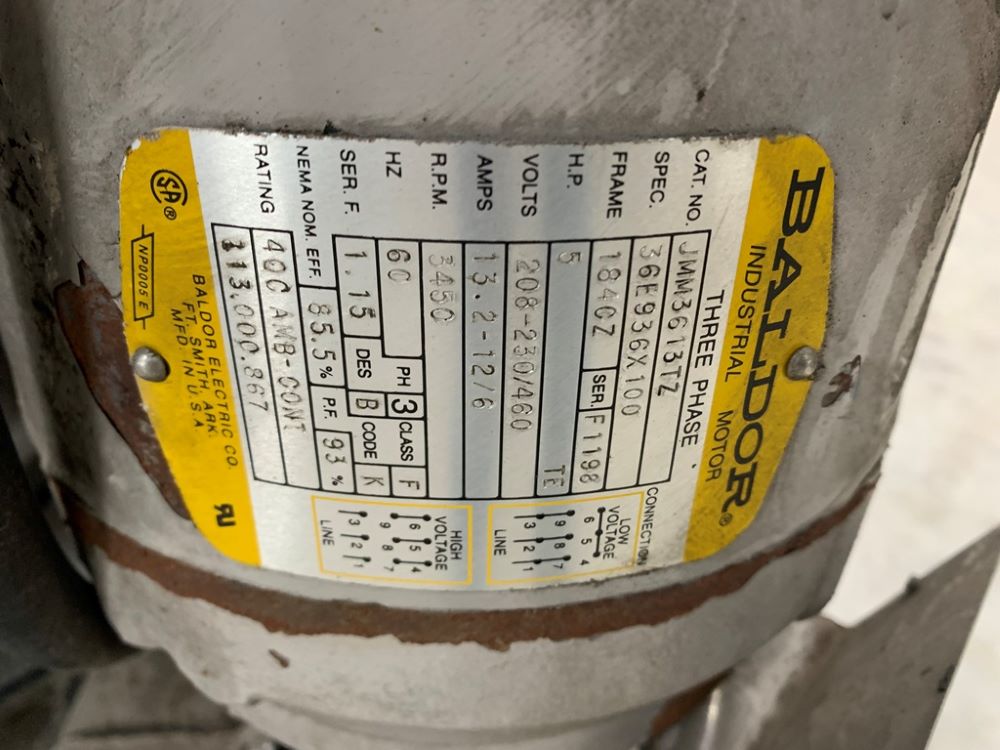 BALDOR®
INDUSTRIAL MOTOR
THREE PHASE
CAT. NO. JMM3613TZ
SPEC. 36E936X100
FRAME 184CZ SER. F1198
H.P. 5 TE
VOLTS 208-230/460
AMPS 13.2-12/6
R.P.M. 3450
HZ 60 PH 3 CLASS F
SER. F. 1.15 DES B CODE K
NEMA NOM. EFF. 85.5 % P.F. 93 %
RATING 40C AMB-CONT
113.000.867
CONNECTION
LOW
VOLTAGE
6 5 4
9 8 7
3 2 1
LINE
HIGH
VOLTAGE
6 5 4
9 8 7
3 2 1
LINE
SA®
NP0005E
BALDOR ELECTRIC CO.
FT. SMITH, ARK.
MFD. IN U.S.A.